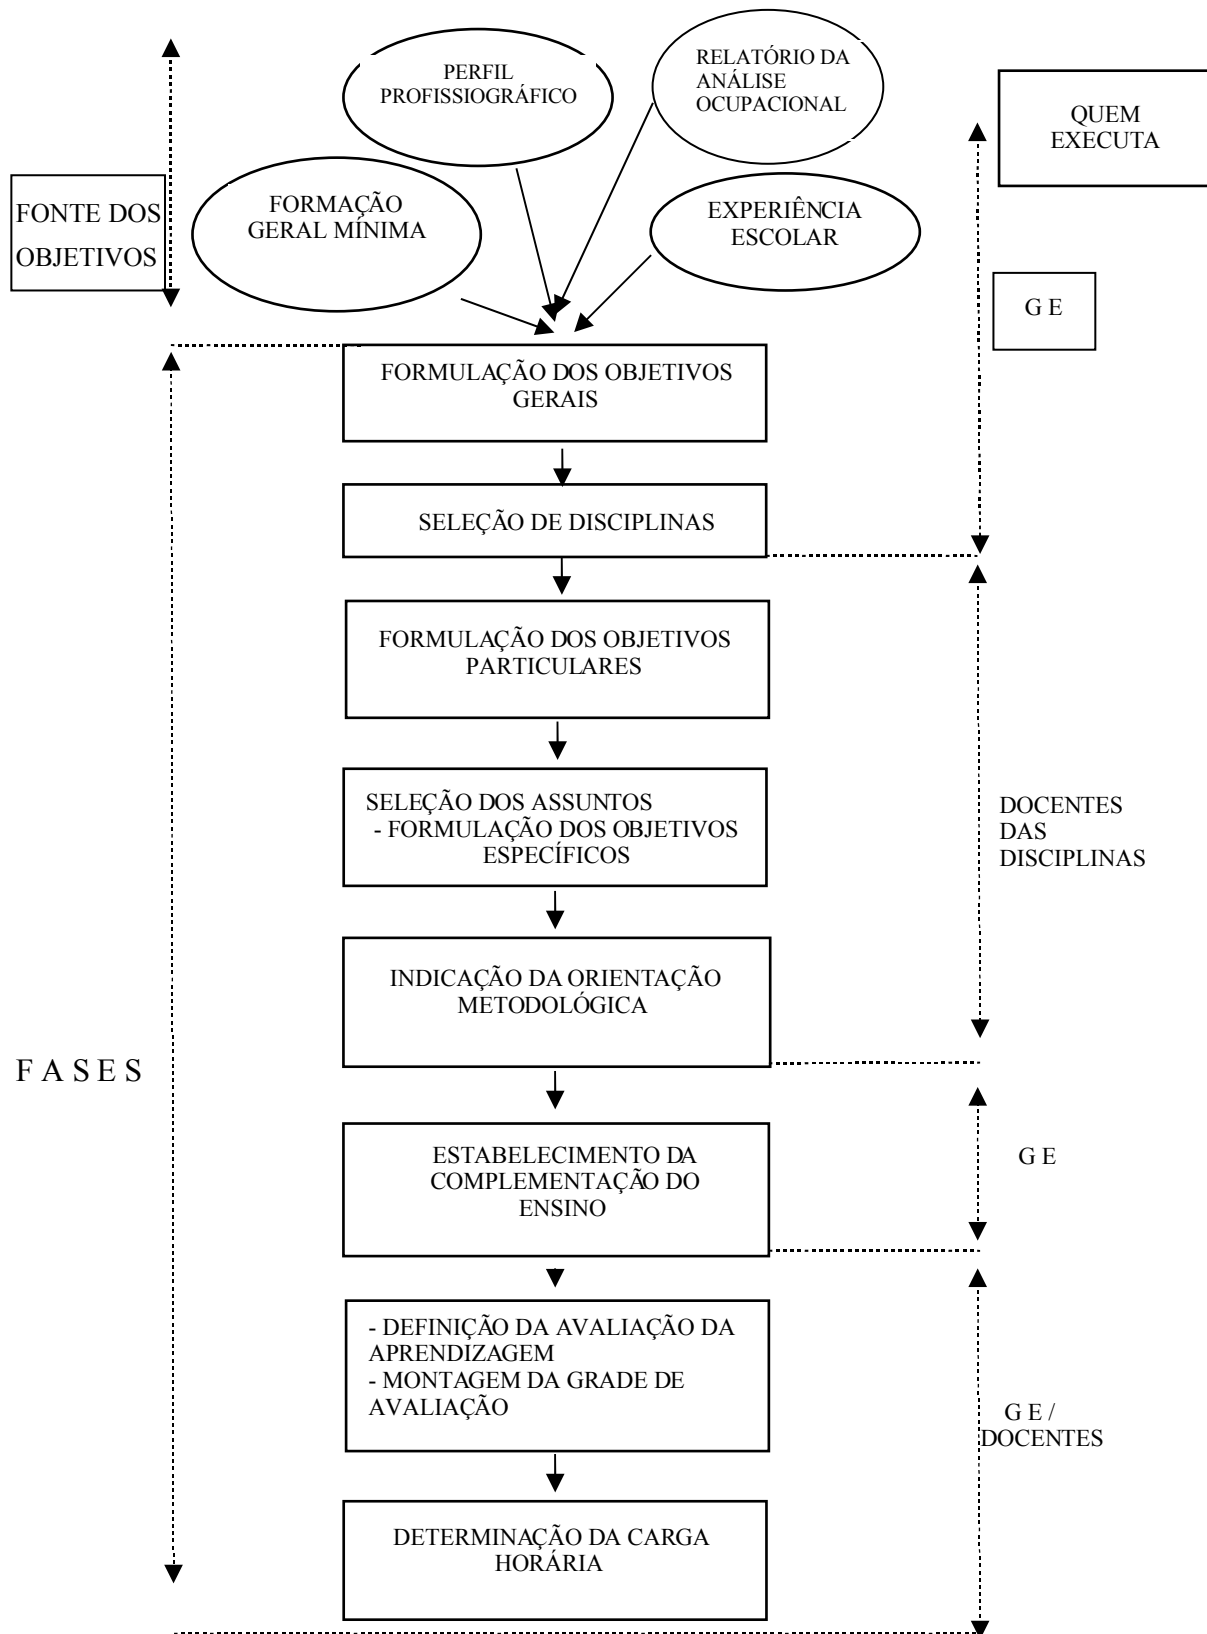 PERFIL
PROFISSIOGRÁFICO
RELATÓRIO DA
ANÁLISE
OCUPACIONAL
QUEM
EXECUTA
FONTE DOS
OBJETIVOS
FORMAÇÃO
GERAL MÍNIMA
EXPERIÊNCIA
ESCOLAR
G E
FORMULAÇÃO DOS OBJETIVOS
GERAIS
SELEÇÃO DE DISCIPLINAS
FORMULAÇÃO DOS OBJETIVOS
PARTICULARES
SELEÇÃO DOS ASSUNTOS
- FORMULAÇÃO DOS OBJETIVOS
ESPECÍFICOS
DOCENTES
DAS
DISCIPLINAS
INDICAÇÃO DA ORIENTAÇÃO
METODOLÓGICA
F A S E S
ESTABELECIMENTO DA
COMPLEMENTAÇÃO DO
ENSINO
G E
- DEFINIÇÃO DA AVALIAÇÃO DA
APRENDIZAGEM
- MONTAGEM DA GRADE DE
AVALIAÇÃO
G E /
DOCENTES
DETERMINAÇÃO DA CARGA
HORÁRIA